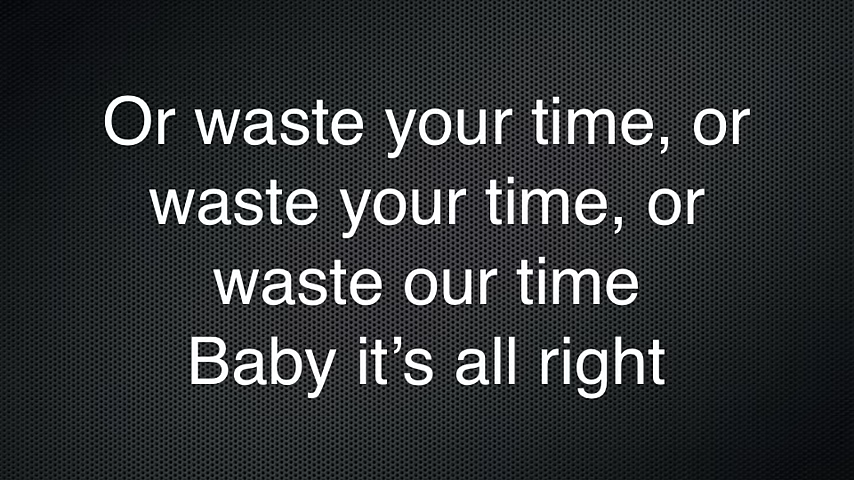 Or waste your time, or
waste your time, or
waste our time
Baby it’s all right